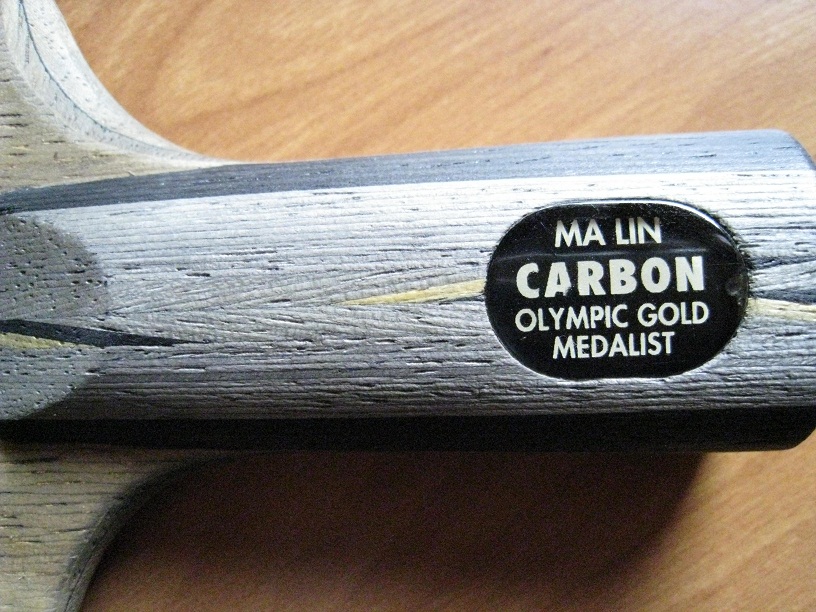 MA LIN
CARBON
OLYMPIC GOLD
MEDALIST